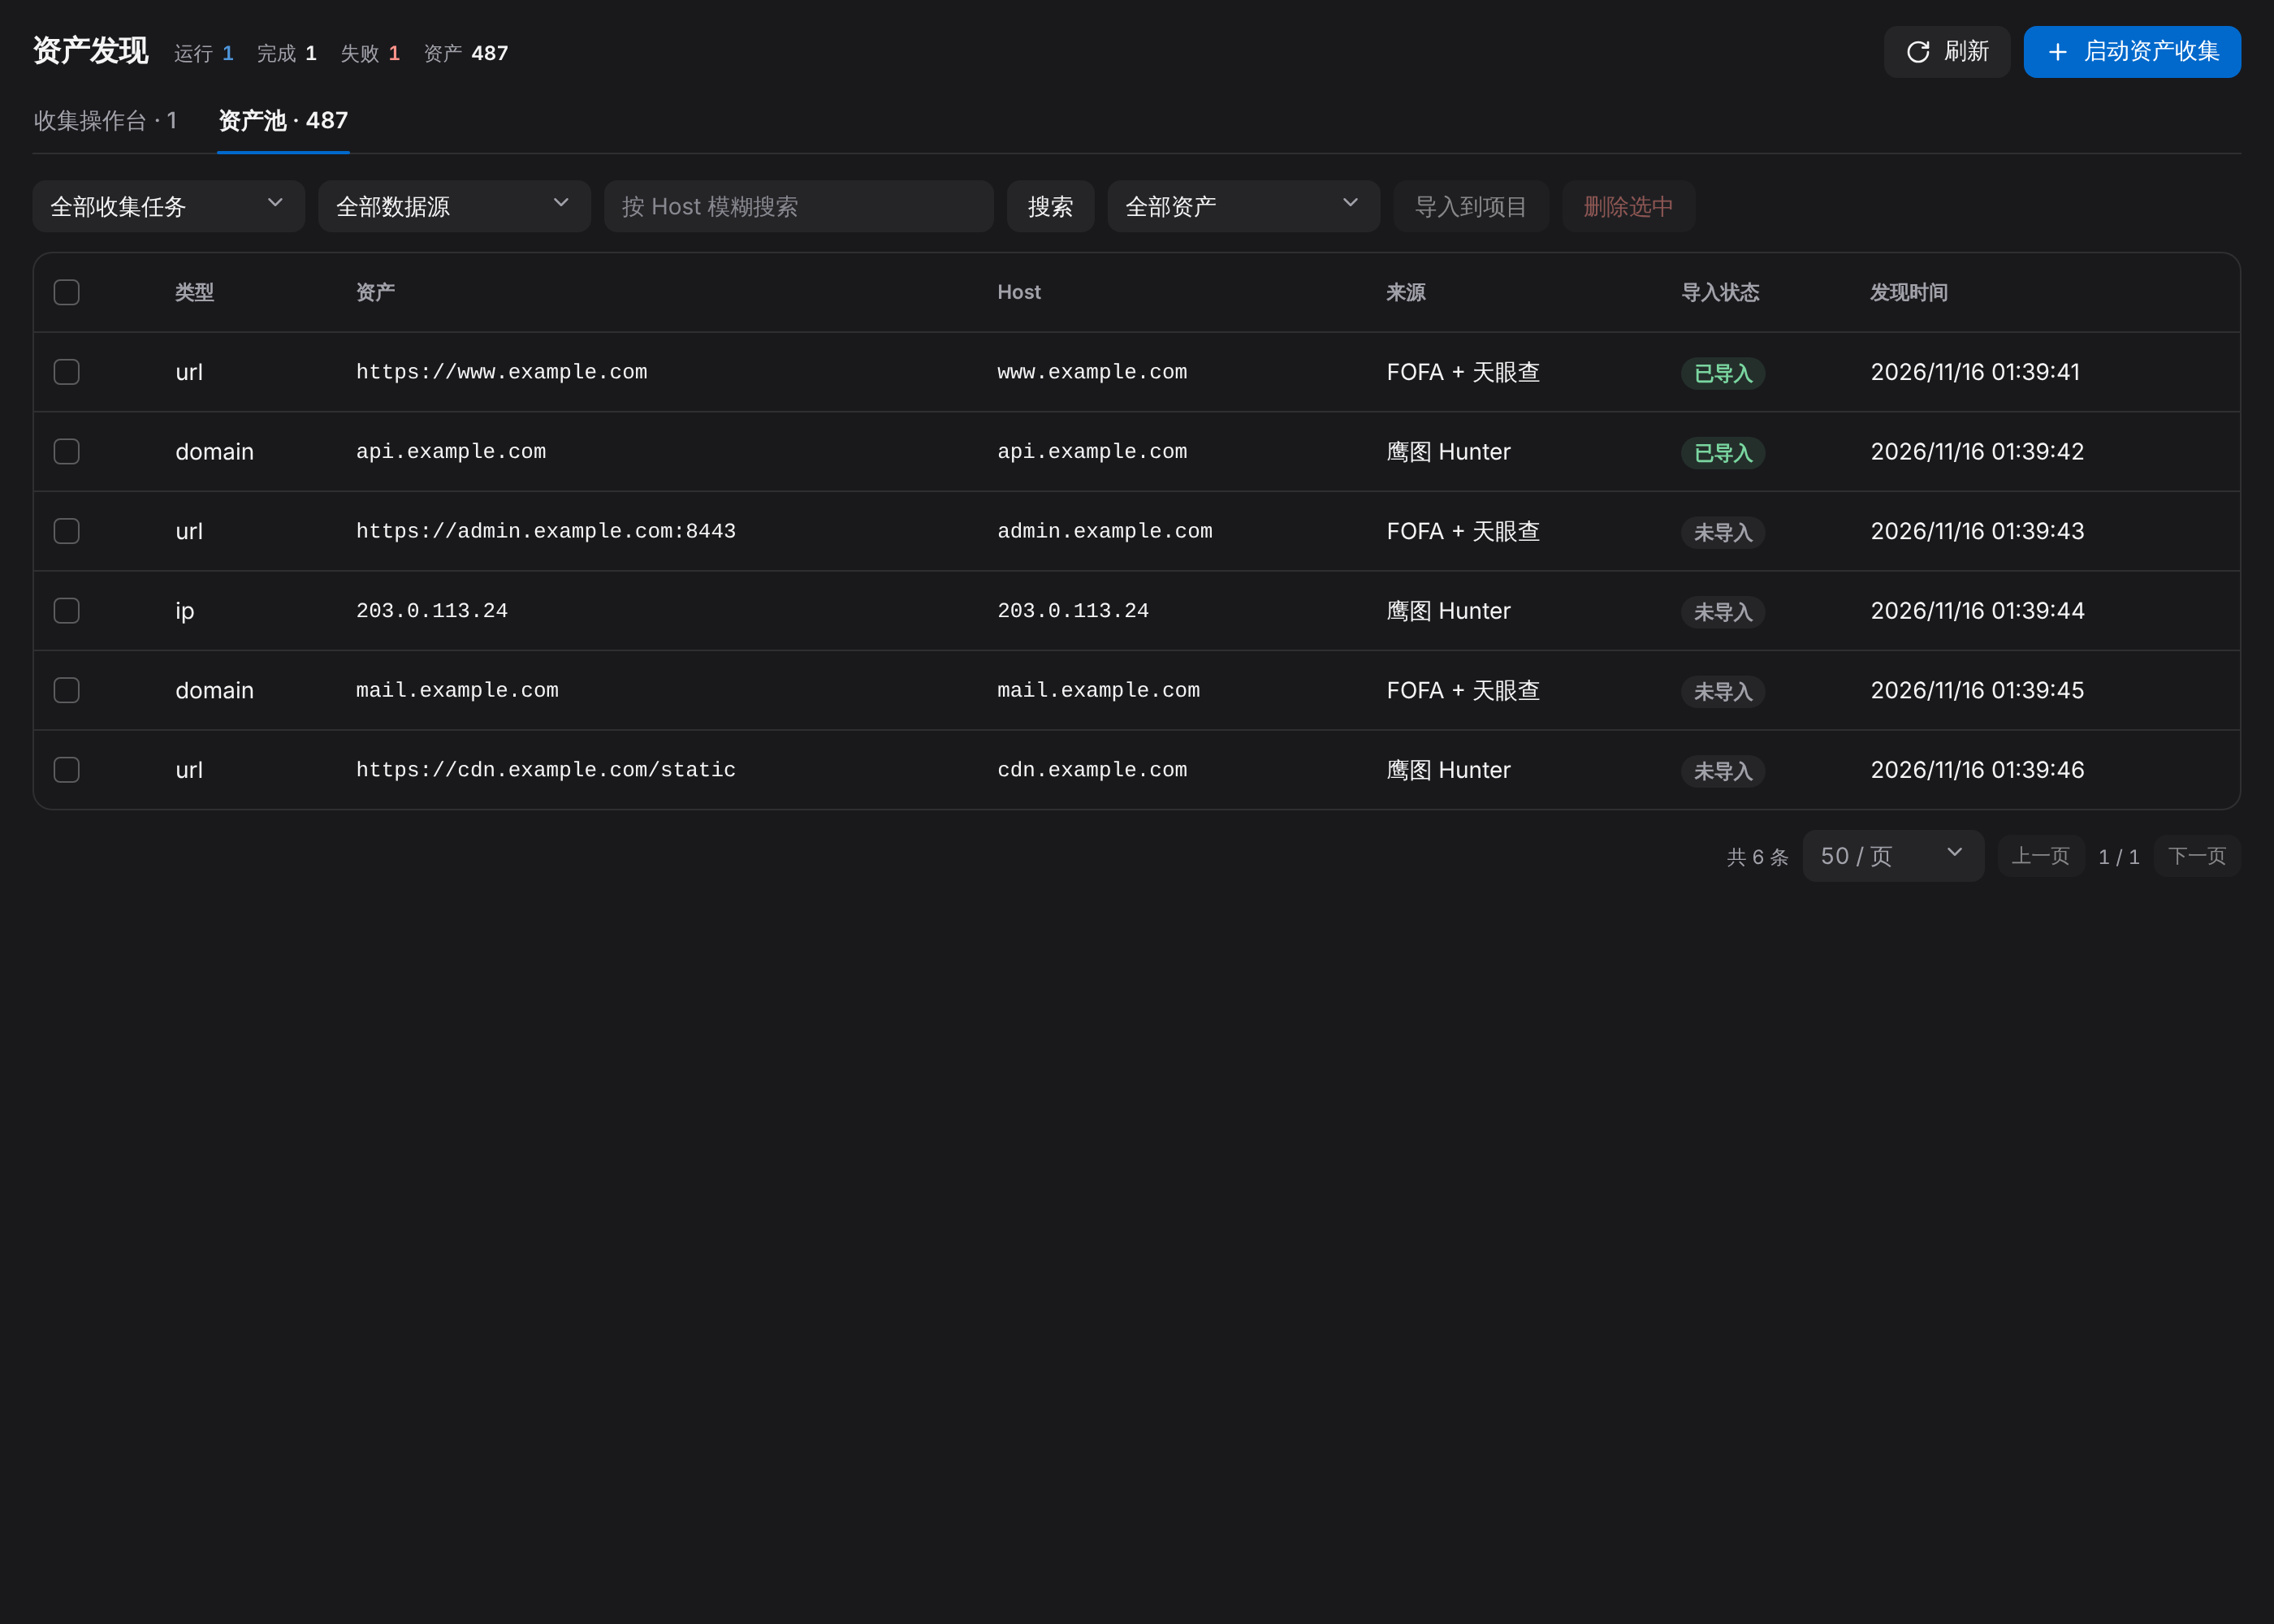 资产发现 运行 1 完成 1 失败 1 资产 487 刷新 启动资产收集
收集操作台 · 1 资产池 · 487
全部收集任务 全部数据源 按 Host 模糊搜索 搜索 全部资产 导入到项目 删除选中
类型 资产 Host 来源 导入状态 发现时间
url https://www.example.com www.example.com FOFA + 天眼查 已导入 2026/11/16 01:39:41
domain api.example.com api.example.com 鹰图 Hunter 已导入 2026/11/16 01:39:42
url https://admin.example.com:8443 admin.example.com FOFA + 天眼查 未导入 2026/11/16 01:39:43
ip 203.0.113.24 203.0.113.24 鹰图 Hunter 未导入 2026/11/16 01:39:44
domain mail.example.com mail.example.com FOFA + 天眼查 未导入 2026/11/16 01:39:45
url https://cdn.example.com/static cdn.example.com 鹰图 Hunter 未导入 2026/11/16 01:39:46
共 6 条 50 / 页 上一页 1 / 1 下一页